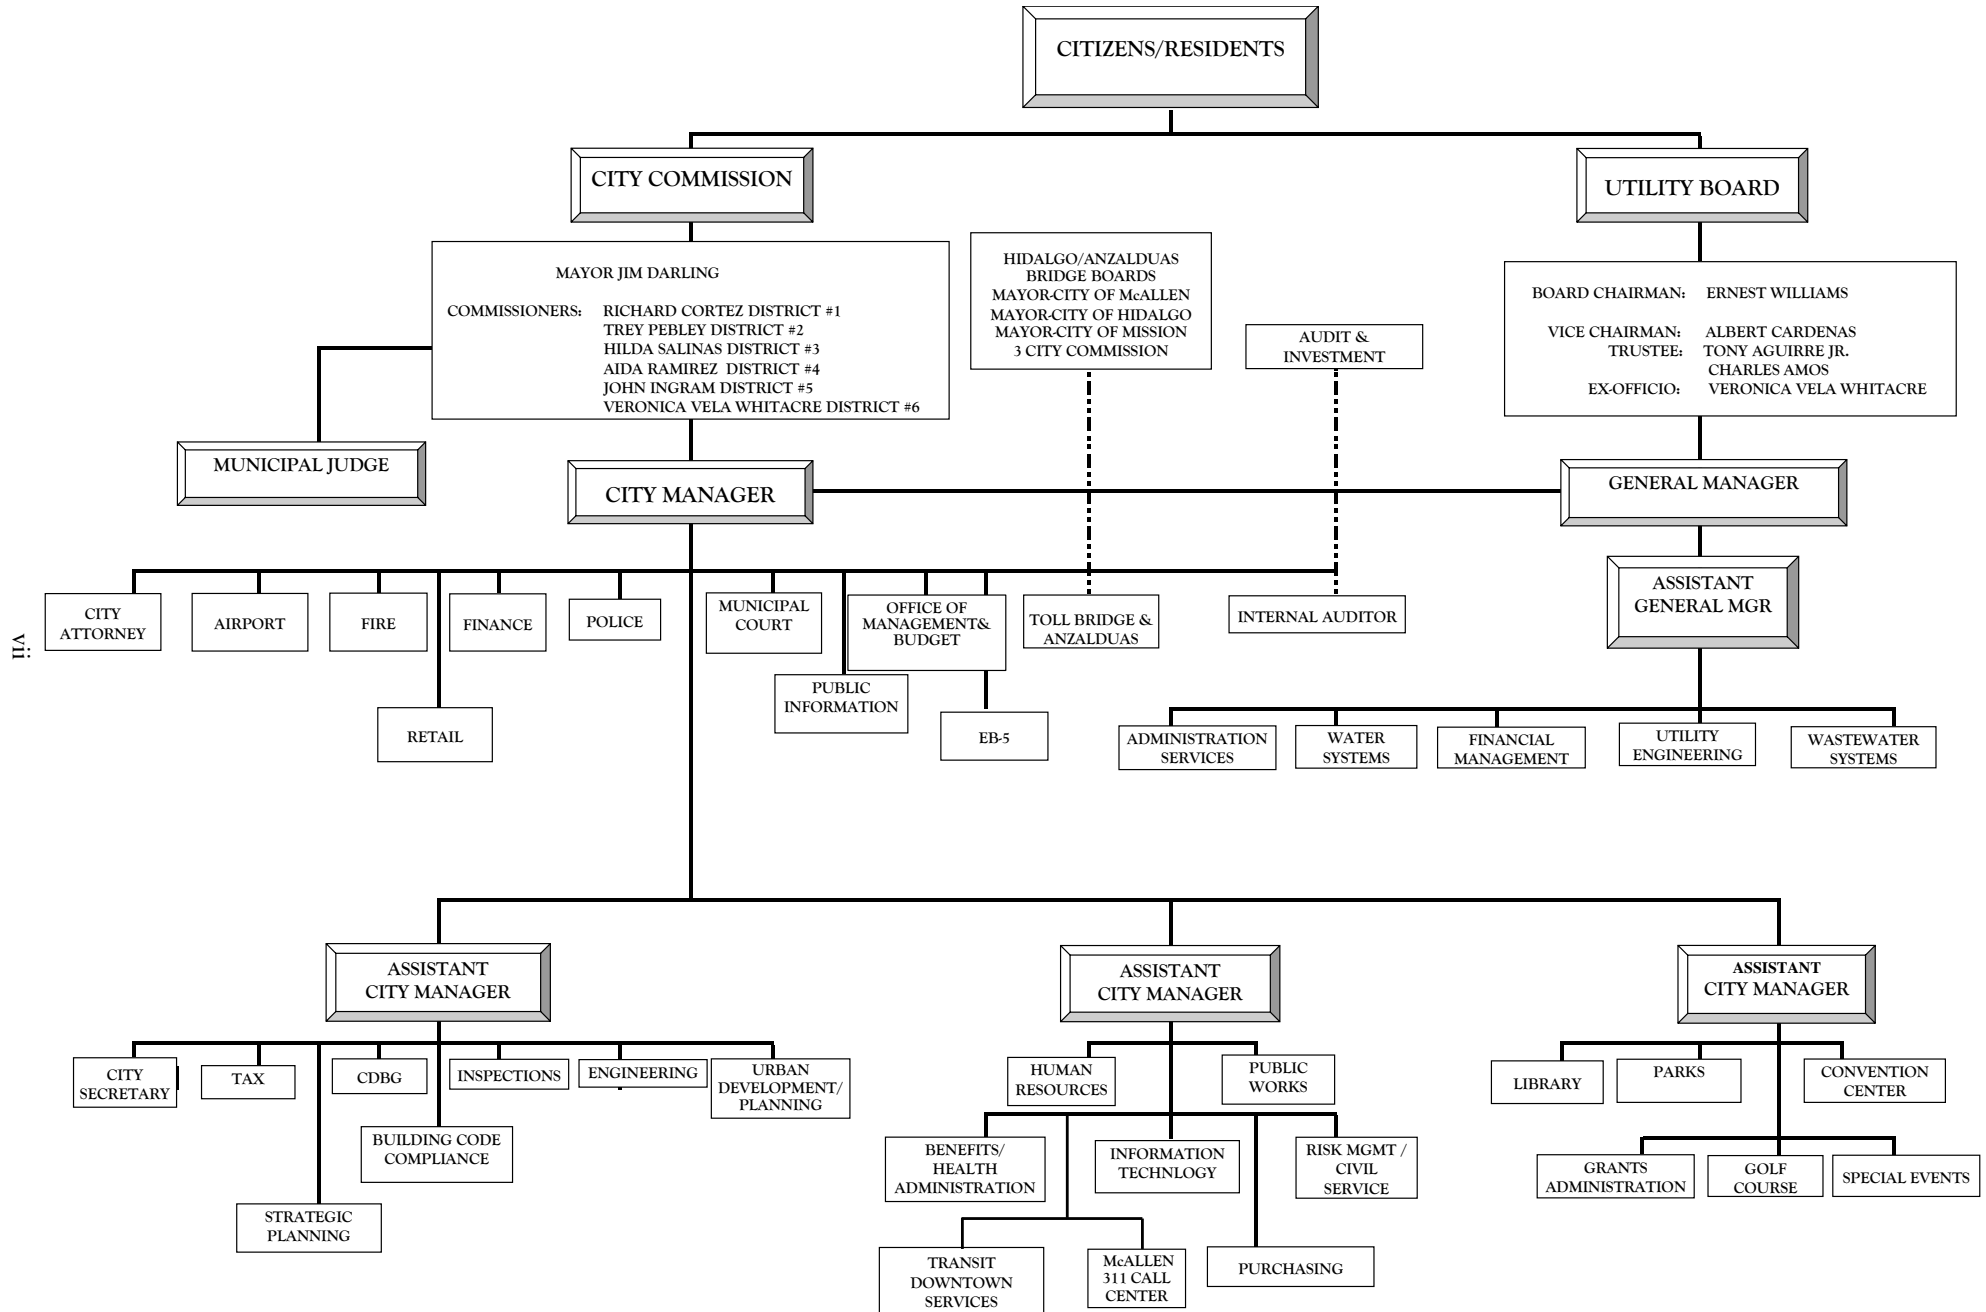 CITIZENS/RESIDENTS
CITY COMMISSION
UTILITY BOARD
MAYOR JIM DARLING
COMMISSIONERS: RICHARD CORTEZ DISTRICT #1
TREY PEBLEY DISTRICT #2
HILDA SALINAS DISTRICT #3
AIDA RAMIREZ DISTRICT #4
JOHN INGRAM DISTRICT #5
VERONICA VELA WHITACRE DISTRICT #6
HIDALGO/ANZALDUAS
BRIDGE BOARDS
MAYOR-CITY OF McALLEN
MAYOR-CITY OF HIDALGO
MAYOR-CITY OF MISSION
3 CITY COMMISSION
AUDIT &
INVESTMENT
BOARD CHAIRMAN: ERNEST WILLIAMS
VICE CHAIRMAN: ALBERT CARDENAS
TRUSTEE: TONY AGUIRRE JR.
CHARLES AMOS
EX-OFFICIO: VERONICA VELA WHITACRE
MUNICIPAL JUDGE
CITY MANAGER
GENERAL MANAGER
ASSISTANT
GENERAL MGR
CITY
ATTORNEY
AIRPORT
FIRE
FINANCE
POLICE
MUNICIPAL
COURT
OFFICE OF
MANAGEMENT&
BUDGET
TOLL BRIDGE &
ANZALDUAS
INTERNAL AUDITOR
vii
RETAIL
PUBLIC
INFORMATION
EB-5
ADMINISTRATION
SERVICES
WATER
SYSTEMS
FINANCIAL
MANAGEMENT
UTILITY
ENGINEERING
WASTEWATER
SYSTEMS
ASSISTANT
CITY MANAGER
ASSISTANT
CITY MANAGER
ASSISTANT
CITY MANAGER
CITY
SECRETARY
TAX
CDBG
INSPECTIONS
ENGINEERING
URBAN
DEVELOPMENT/
PLANNING
BUILDING CODE
COMPLIANCE
STRATEGIC
PLANNING
HUMAN
RESOURCES
PUBLIC
WORKS
BENEFITS/
HEALTH
ADMINISTRATION
INFORMATION
TECHNLOGY
RISK MGMT /
CIVIL
SERVICE
TRANSIT
DOWNTOWN
SERVICES
McALLEN
311 CALL
CENTER
PURCHASING
LIBRARY
PARKS
CONVENTION
CENTER
GRANTS
ADMINISTRATION
GOLF
COURSE
SPECIAL EVENTS